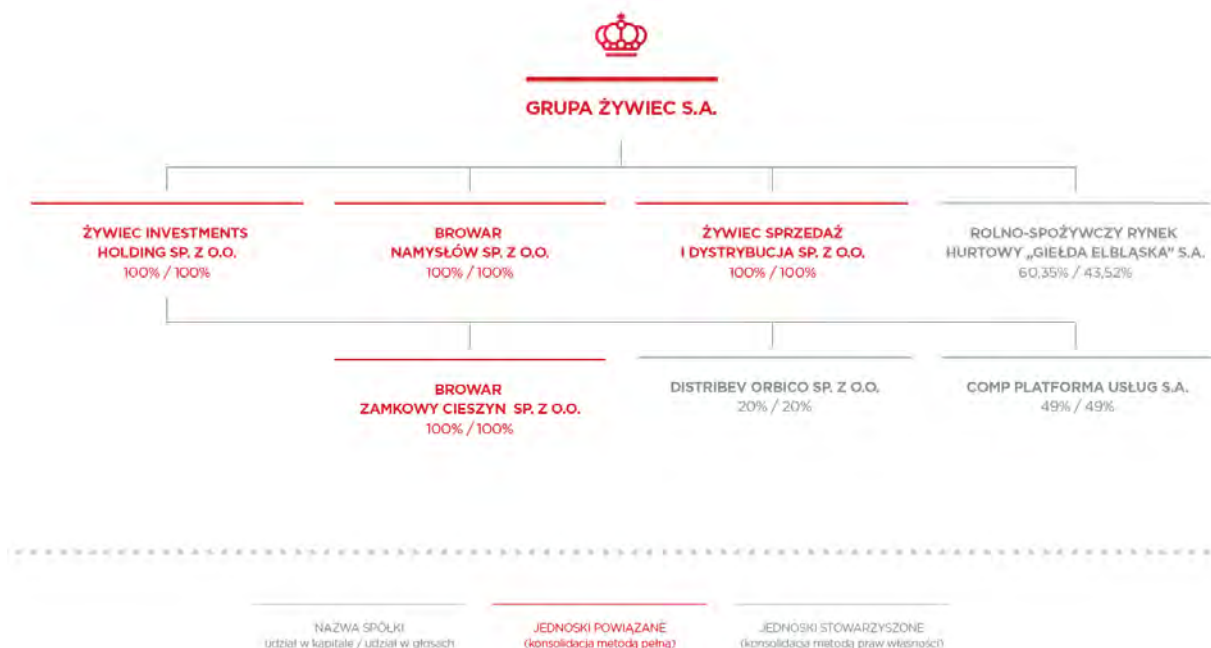 GRUPA ŻYWIEC S.A.
ŻYWIEC INVESTMENTS
HOLDING SP. Z O.O.
100% / 100%
BROWAR
NAMYSŁÓW SP. Z O.O.
100% / 100%
ŻYWIEC SPRZEDAŻ
I DYSTRYBUCJA SP. Z O.O.
100% / 100%
ROLNO-SPOŻYWCZY RYNEK
HURTOWY „GIEŁDA ELBLĄSKA” S.A.
60,35% / 43,52%
BROWAR
ZAMKOWY CIESZYN SP. Z O.O.
100% / 100%
DISTRIBEV ORBICO SP. Z O.O.
20% / 20%
COMP PLATFORMA USŁUG S.A.
49% / 49%
NAZWA SPÓŁKI
udział w kapitale / udział w głosach
JEDNOSKI POWIĄZANE
(konsolidacja metodą pełną)
JEDNOSKI STOWARZYSZONE
(konsolidacja metodą praw własności)